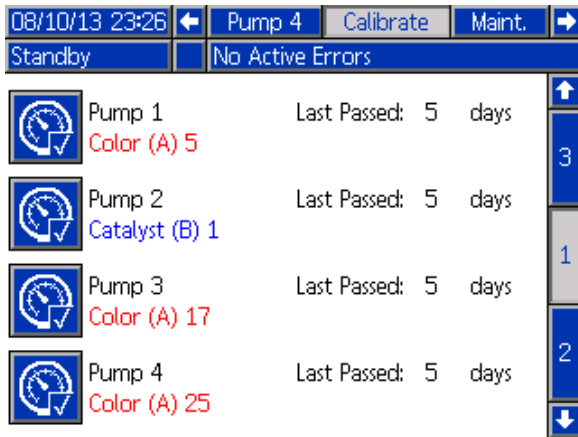 08/10/13 23:26 Pump 4 Calibrate Maint.
Standby No Active Errors
Pump 1 Last Passed: 5 days
Color (A) 5
3
Pump 2 Last Passed: 5 days
Catalyst (B) 1
1
Pump 3 Last Passed: 5 days
Color (A) 17
2
Pump 4 Last Passed: 5 days
Color (A) 25